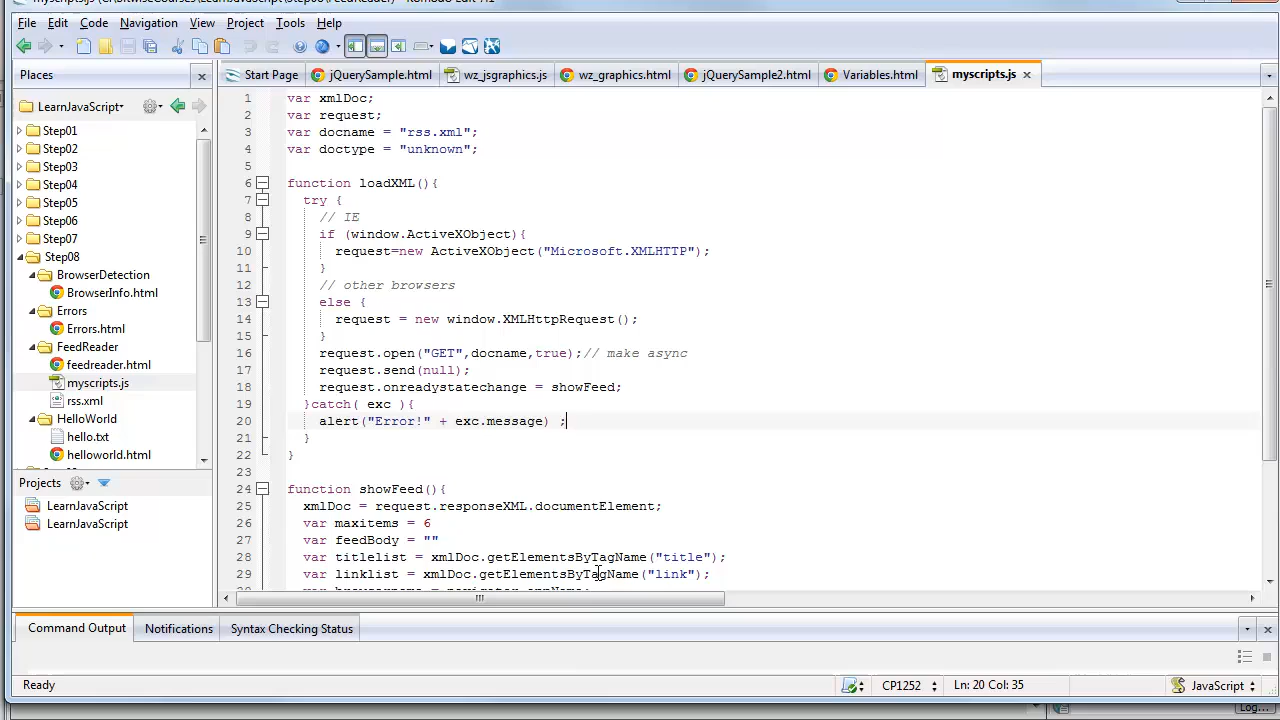 File Edit Code Navigation View Project Tools Help
Places
Start Page jQuerySample.html wz_jsgraphics.js wz_graphics.html jQuerySample2.html Variables.html myscripts.js
LearnJavaScript
Step01
Step02
Step03
Step04
Step05
Step06
Step07
Step08
BrowserDetection
BrowserInfo.html
Errors
Errors.html
FeedReader
feedreader.html
myscripts.js
rss.xml
HelloWorld
hello.txt
helloworld.html
Projects
LearnJavaScript
LearnJavaScript
1 var xmlDoc;
2 var request;
3 var docname = "rss.xml";
4 var doctype = "unknown";
5
6 function loadXML(){
7 try {
8 // IE
9 if (window.ActiveXObject){
10 request=new ActiveXObject("Microsoft.XMLHTTP");
11 }
12 // other browsers
13 else {
14 request = new window.XMLHttpRequest();
15 }
16 request.open("GET",docname,true);// make async
17 request.send(null);
18 request.onreadystatechange = showFeed;
19 }catch( exc ){
20 alert("Error!" + exc.message) ;
21 }
22 }
23
24 function showFeed(){
25 xmlDoc = request.responseXML.documentElement;
26 var maxitems = 6
27 var feedBody = ""
28 var titlelist = xmlDoc.getElementsByTagName("title");
29 var linklist = xmlDoc.getElementsByTagName("link");
Command Output Notifications Syntax Checking Status
Ready CP1252 Ln: 20 Col: 35 JavaScript
Log...